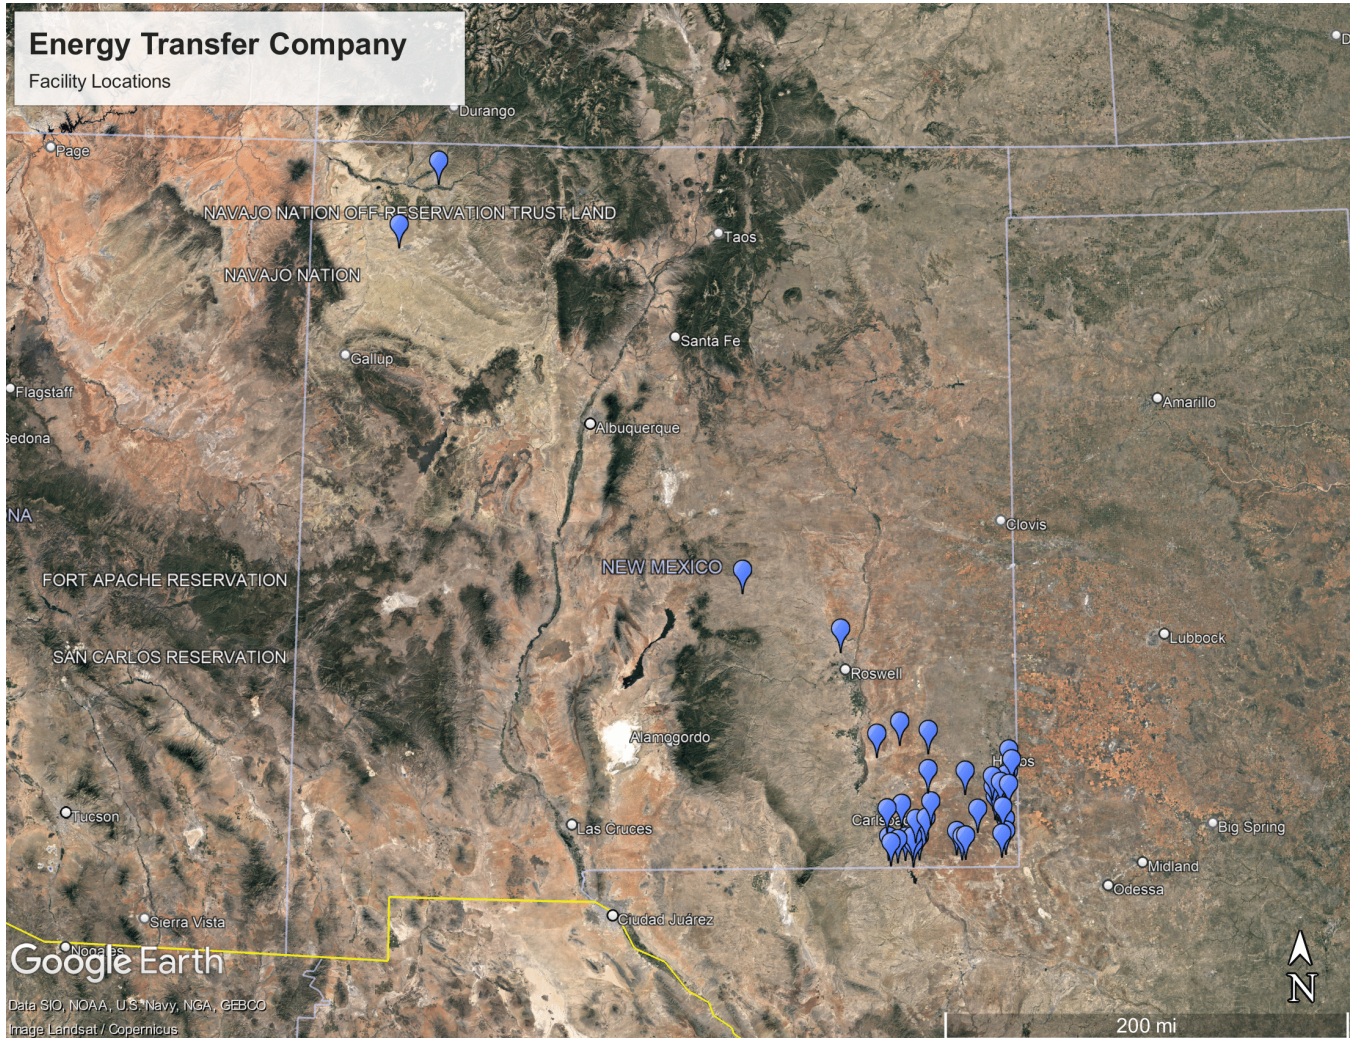 Energy Transfer Company
Facility Locations
Durango
Page
NAVAJO NATION OFF-RESERVATION TRUST LAND
Taos
NAVAJO NATION
Santa Fe
Gallup
Flagstaff
Amarillo
Albuquerque
Sedona
NA
Clovis
NEW MEXICO
FORT APACHE RESERVATION
Lubbock
SAN CARLOS RESERVATION
Roswell
Alamogordo
Tucson
Las Cruces
Big Spring
Midland
Odessa
Sierra Vista
Ciudad Juárez
Nogales
Google Earth
N
Data SIO, NOAA, U.S. Navy, NGA, GEBCO
Image Landsat / Copernicus
200 mi